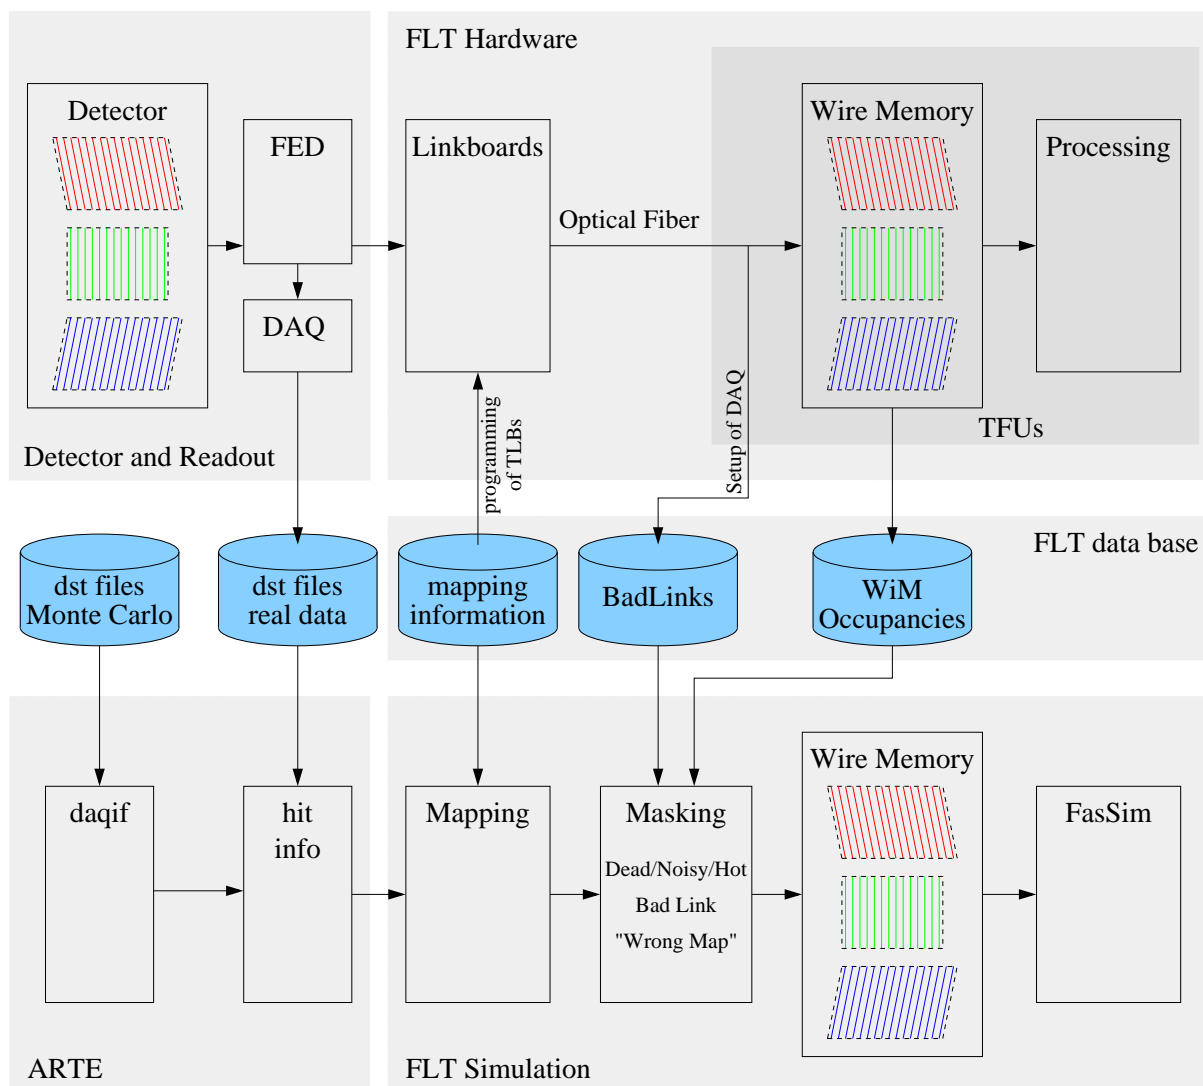 FLT Hardware
Detector
FED
Linkboards
Wire Memory
Processing
Optical Fiber
DAQ
TFUs
Detector and Readout
programming
of TLBs
Setup of DAQ
FLT data base
dst files
Monte Carlo
dst files
real data
mapping
information
BadLinks
WiM
Occupancies
daqif
hit
info
Mapping
Masking
Dead/Noisy/Hot
Bad Link
"Wrong Map"
Wire Memory
FasSim
ARTE
FLT Simulation